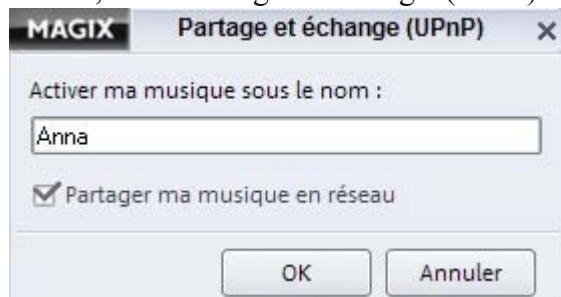 MAGIX Partage et échange (UPnP)
Activer ma musique sous le nom :
Anna
Partager ma musique en réseau
OK Annuler